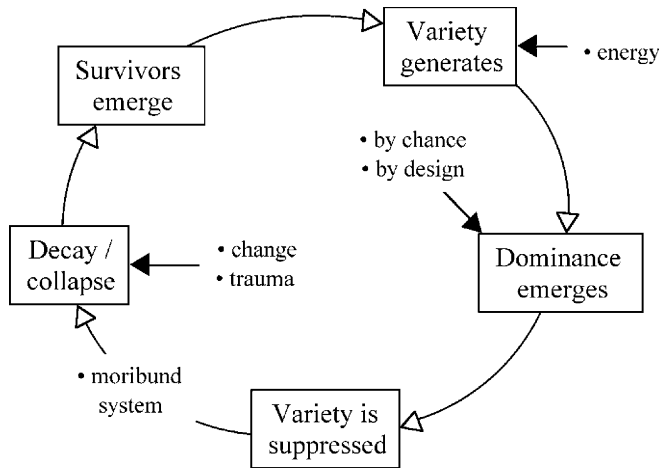 Variety
generates
• energy
Survivors
emerge
• by chance
• by design
Dominance
emerges
Decay /
collapse
• change
• trauma
• moribund
system
Variety is
suppressed